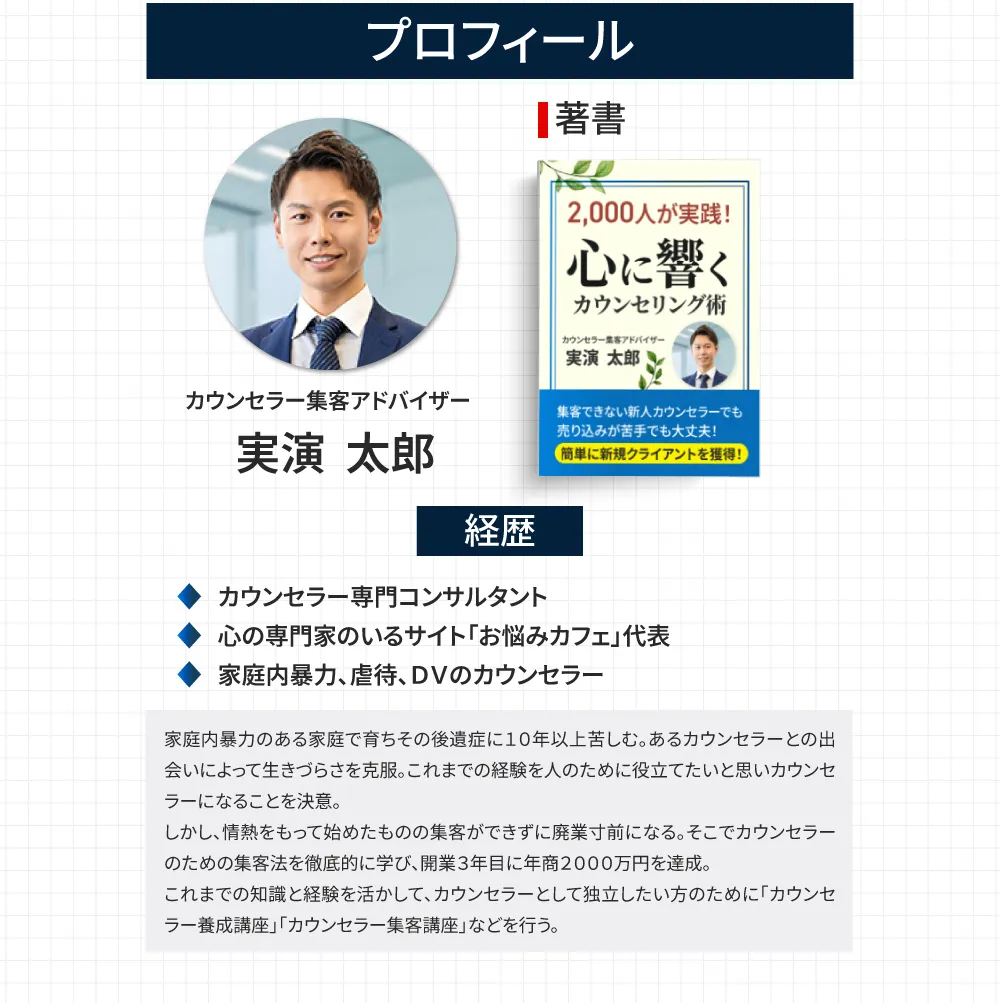 プロフィール
カウンセラー集客アドバイザー
実演 太郎
著書
2,000人が実践！
心に響く
カウンセリング術
カウンセラー集客アドバイザー
実演 太郎
集客できない新人カウンセラーでも
売り込みが苦手でも大丈夫！
簡単に新規クライアントを獲得！
経歴
カウンセラー専門コンサルタント
心の専門家のいるサイト「お悩みカフェ」代表
家庭内暴力、虐待、ＤＶのカウンセラー
家庭内暴力のある家庭で育ちその後遺症に１０年以上苦しむ。あるカウンセラーとの出
会いによって生きづらさを克服。これまでの経験を人のために役立てたいと思いカウンセ
ラーになることを決意。
しかし、情熱をもって始めたものの集客ができずに廃業寸前になる。そこでカウンセラー
のための集客法を徹底的に学び、開業３年目に年商２０００万円を達成。
これまでの知識と経験を活かして、カウンセラーとして独立したい方のために「カウンセ
ラー養成講座」「カウンセラー集客講座」などを行う。